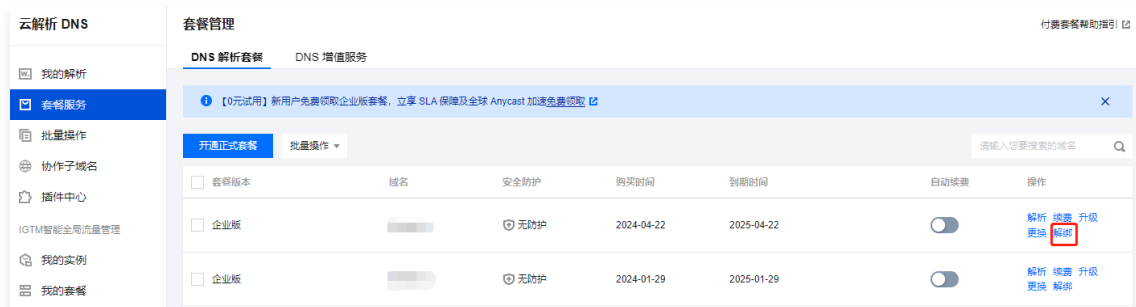 云解析 DNS
套餐管理
付费套餐帮助指引
DNS 解析套餐
DNS 增值服务
我的解析
套餐服务
批量操作
协作子域名
插件中心
IGTM智能全局流量管理
我的实例
我的套餐
【0元试用】新用户免费领取企业版套餐，立享 SLA 保障及全球 Anycast 加速免费领取
开通正式套餐
批量操作
请输入您要搜索的域名
套餐版本 域名 安全防护 购买时间 到期时间 自动续费 操作
企业版 无防护 2024-04-22 2025-04-22 解析 续费 升级
更换 解绑
企业版 无防护 2024-01-29 2025-01-29 解析 续费 升级
更换 解绑